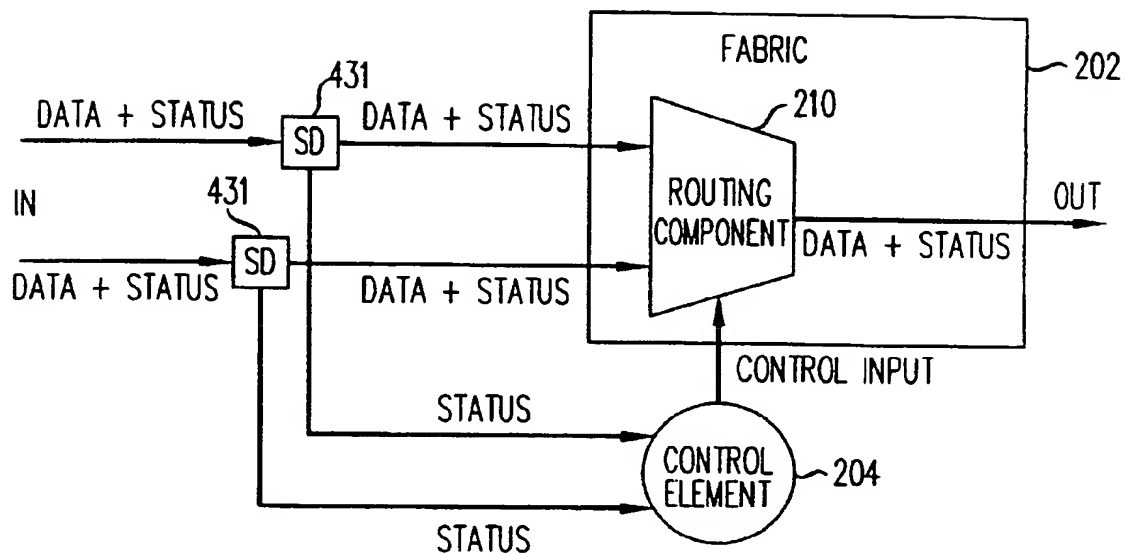 FABRIC
202
431
210
DATA + STATUS
SD
DATA + STATUS
431
IN
ROUTING
COMPONENT
OUT
DATA + STATUS
SD
DATA + STATUS
DATA + STATUS
CONTROL INPUT
STATUS
CONTROL
ELEMENT
204
STATUS